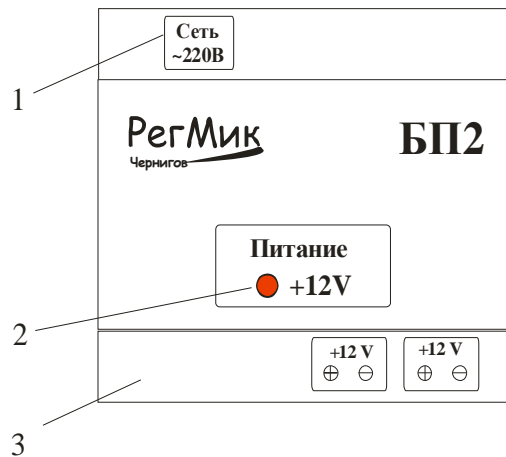 Сеть
~220В
1
РегМик
Чернигов
БП2
Питание
+12V
2
+12 V
+12 V
3